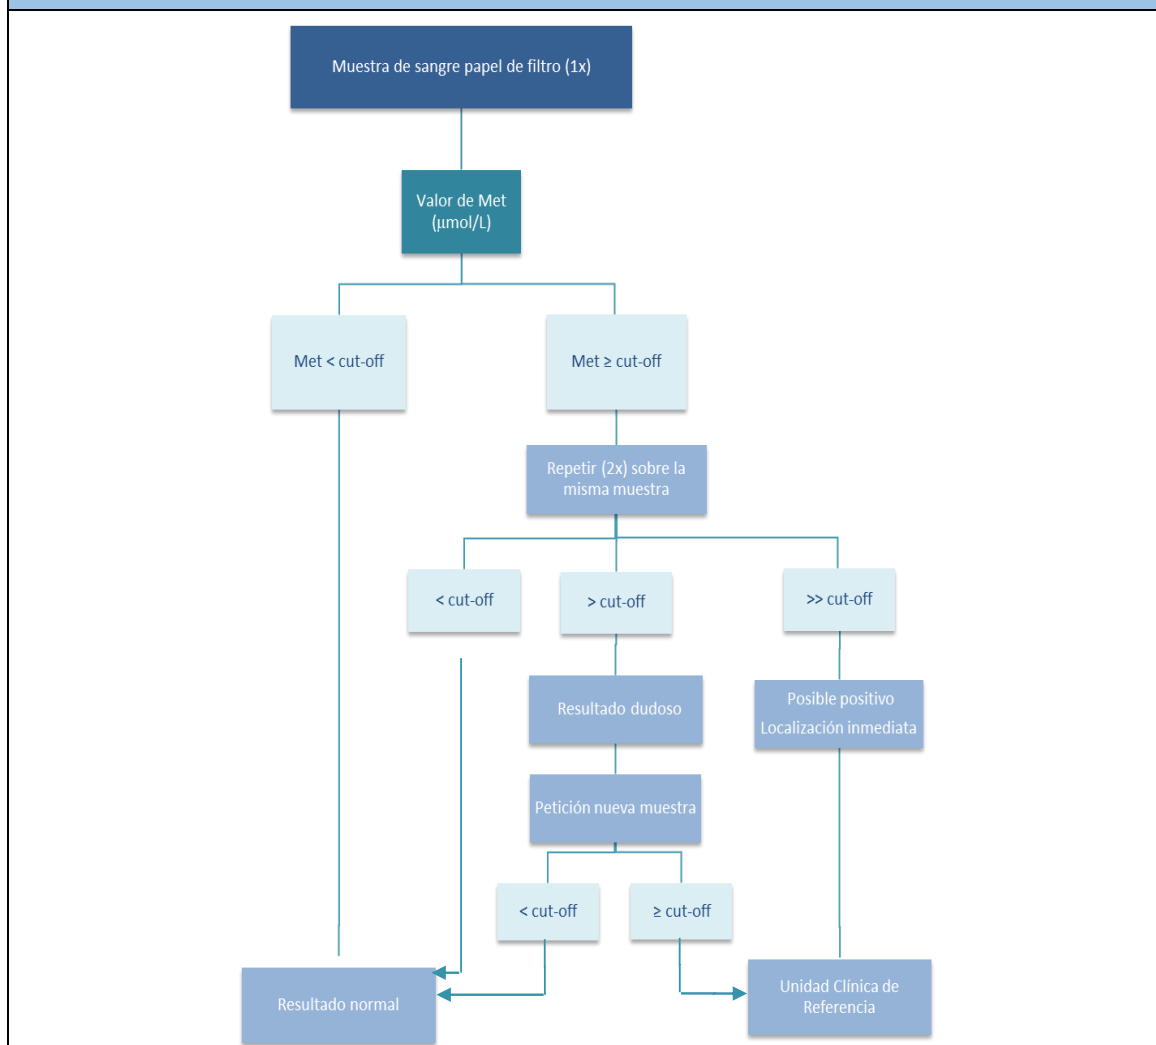 Muestra de sangre papel de filtro (1x)
Valor de Met
(μmol/L)
Met < cut-off
Met ≥ cut-off
Repetir (2x) sobre la
misma muestra
< cut-off
> cut-off
>> cut-off
Resultado dudoso
Posible positivo
Localización inmediata
Petición nueva muestra
< cut-off
≥ cut-off
Resultado normal
Unidad Clínica de
Referencia